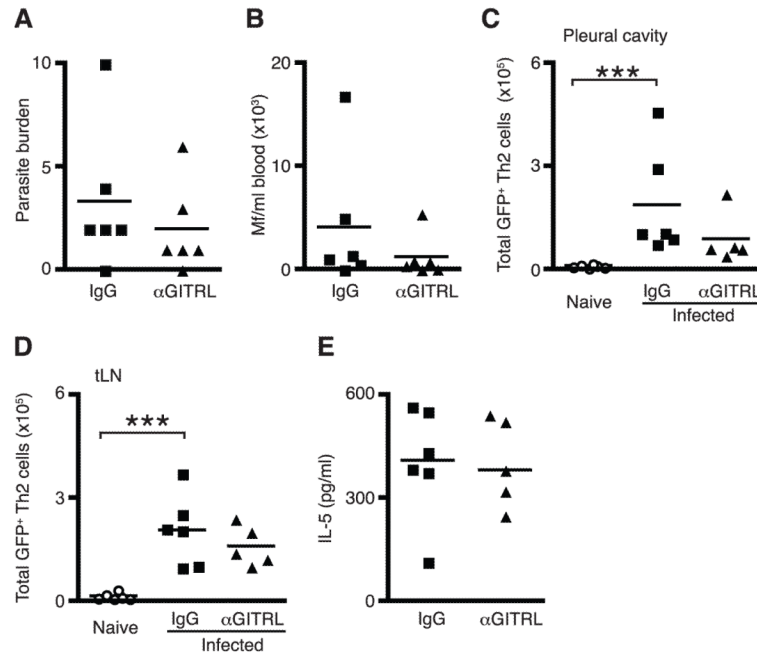 A
Parasite burden
10
5
0
IgG αGITRL
B
Mf/ml blood (x10³)
20
10
0
IgG αGITRL
C
Pleural cavity
Total GFP⁺ Th2 cells (x10⁵)
6
3
0
***
Naive IgG αGITRL
Infected
D
tLN
Total GFP⁺ Th2 cells (x10⁵)
6
3
0
***
Naive IgG αGITRL
Infected
E
IL-5 (pg/ml)
600
300
0
IgG αGITRL